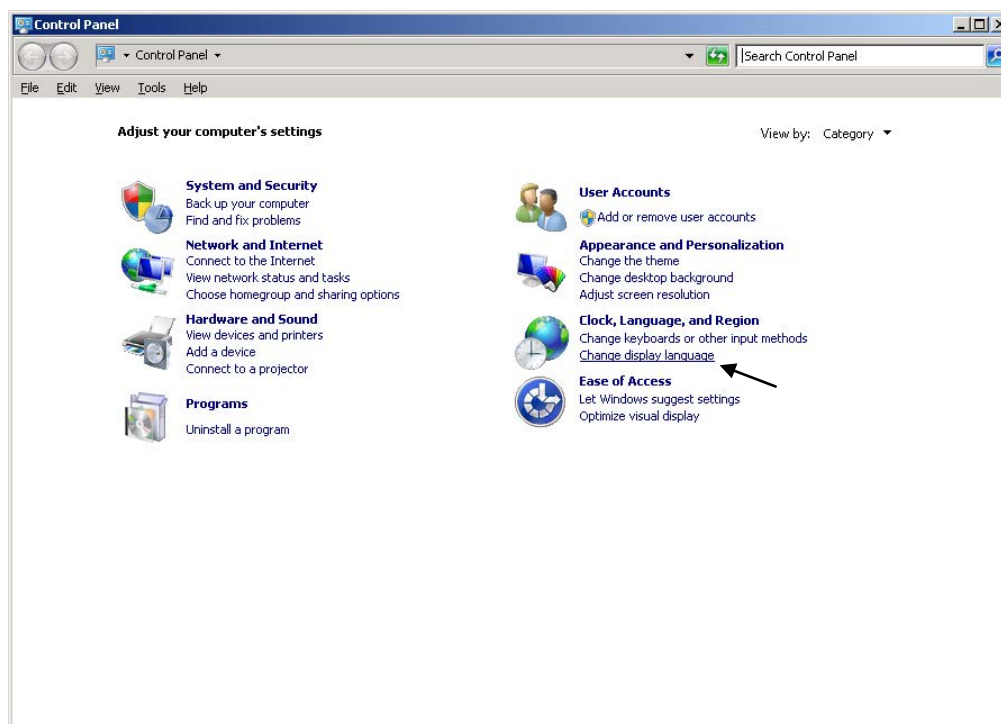 Control Panel
Control Panel
Search Control Panel
File Edit View Tools Help
Adjust your computer's settings
View by: Category
System and Security
Back up your computer
Find and fix problems
Network and Internet
Connect to the Internet
View network status and tasks
Choose homegroup and sharing options
Hardware and Sound
View devices and printers
Add a device
Connect to a projector
Programs
Uninstall a program
User Accounts
Add or remove user accounts
Appearance and Personalization
Change the theme
Change desktop background
Adjust screen resolution
Clock, Language, and Region
Change keyboards or other input methods
Change display language
Ease of Access
Let Windows suggest settings
Optimize visual display